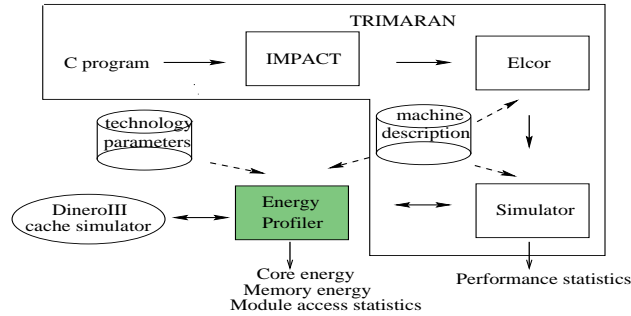 TRIMARAN
C program
IMPACT
Elcor
technology
parameters
machine
description
DineroIII
cache simulator
Energy
Profiler
Simulator
Core energy
Memory energy
Module access statistics
Performance statistics